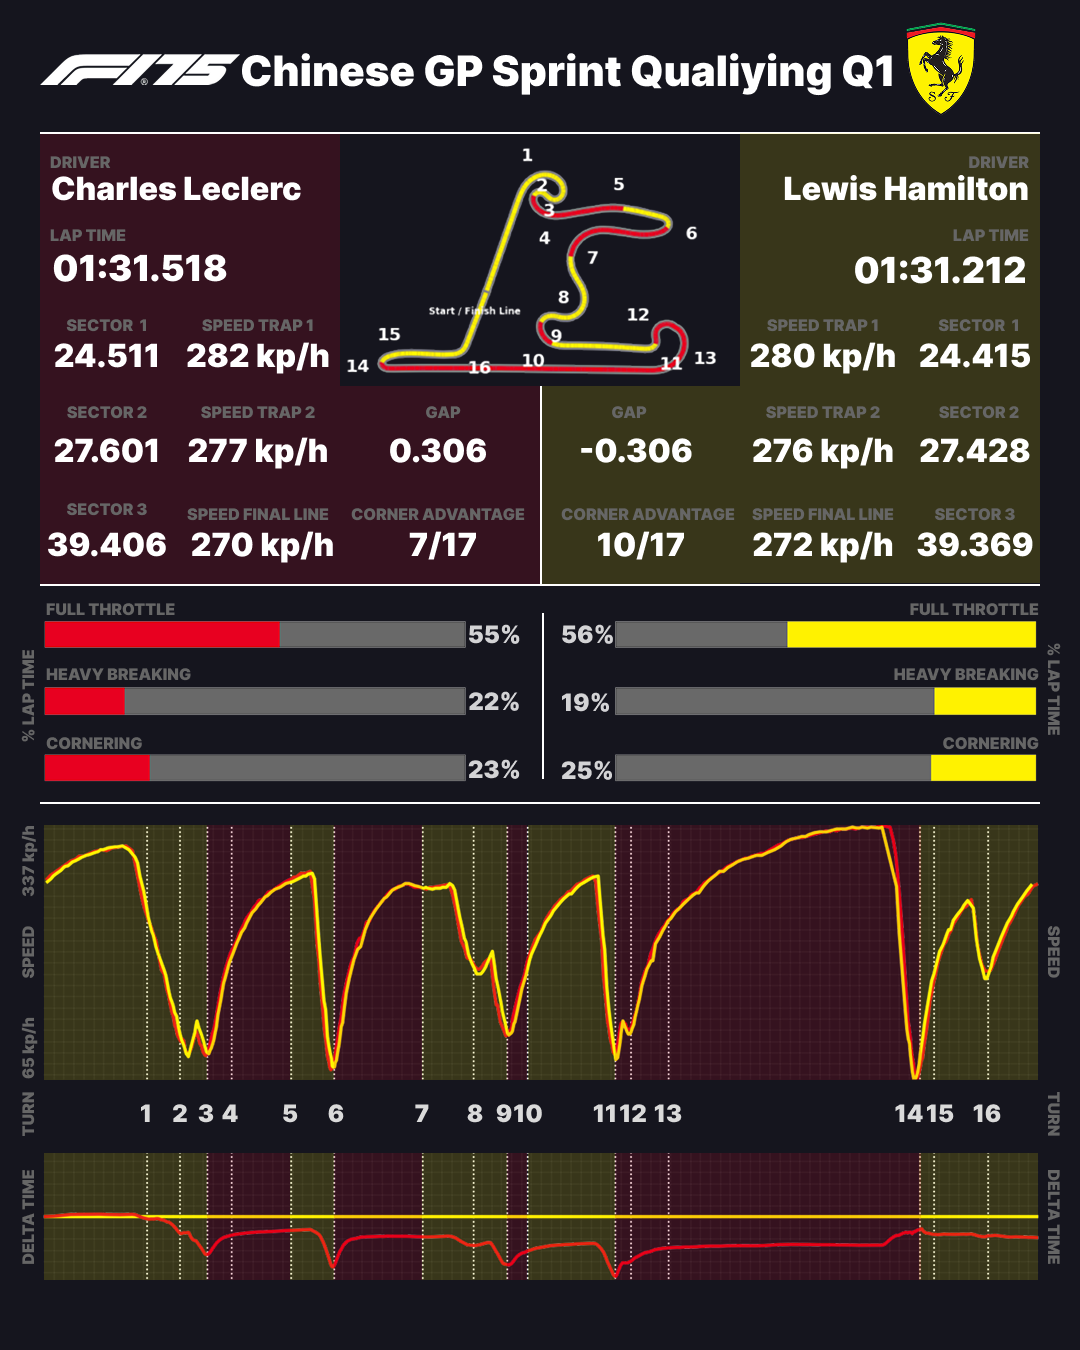 F1 75 Chinese GP Sprint Qualiying Q1
S F
DRIVER
Charles Leclerc
LAP TIME
01:31.518
SECTOR 1
SPEED TRAP 1
24.511
282 kp/h
SECTOR 2
SPEED TRAP 2
GAP
27.601
277 kp/h
0.306
SECTOR 3
SPEED FINAL LINE
CORNER ADVANTAGE
39.406
270 kp/h
7/17
1
2
3
4
5
6
7
8
9
10
11
12
13
14
15
16
Start / Finish Line
DRIVER
Lewis Hamilton
LAP TIME
01:31.212
SPEED TRAP 1
SECTOR 1
280 kp/h
24.415
GAP
SPEED TRAP 2
SECTOR 2
-0.306
276 kp/h
27.428
CORNER ADVANTAGE
SPEED FINAL LINE
SECTOR 3
10/17
272 kp/h
39.369
% LAP TIME
FULL THROTTLE
55%
HEAVY BREAKING
22%
CORNERING
23%
FULL THROTTLE
56%
HEAVY BREAKING
19%
CORNERING
25%
% LAP TIME
337 kp/h
SPEED
65 kp/h
SPEED
TURN
1 2 3 4 5 6 7 8 9 10 11 12 13 14 15 16
TURN
DELTA TIME
DELTA TIME